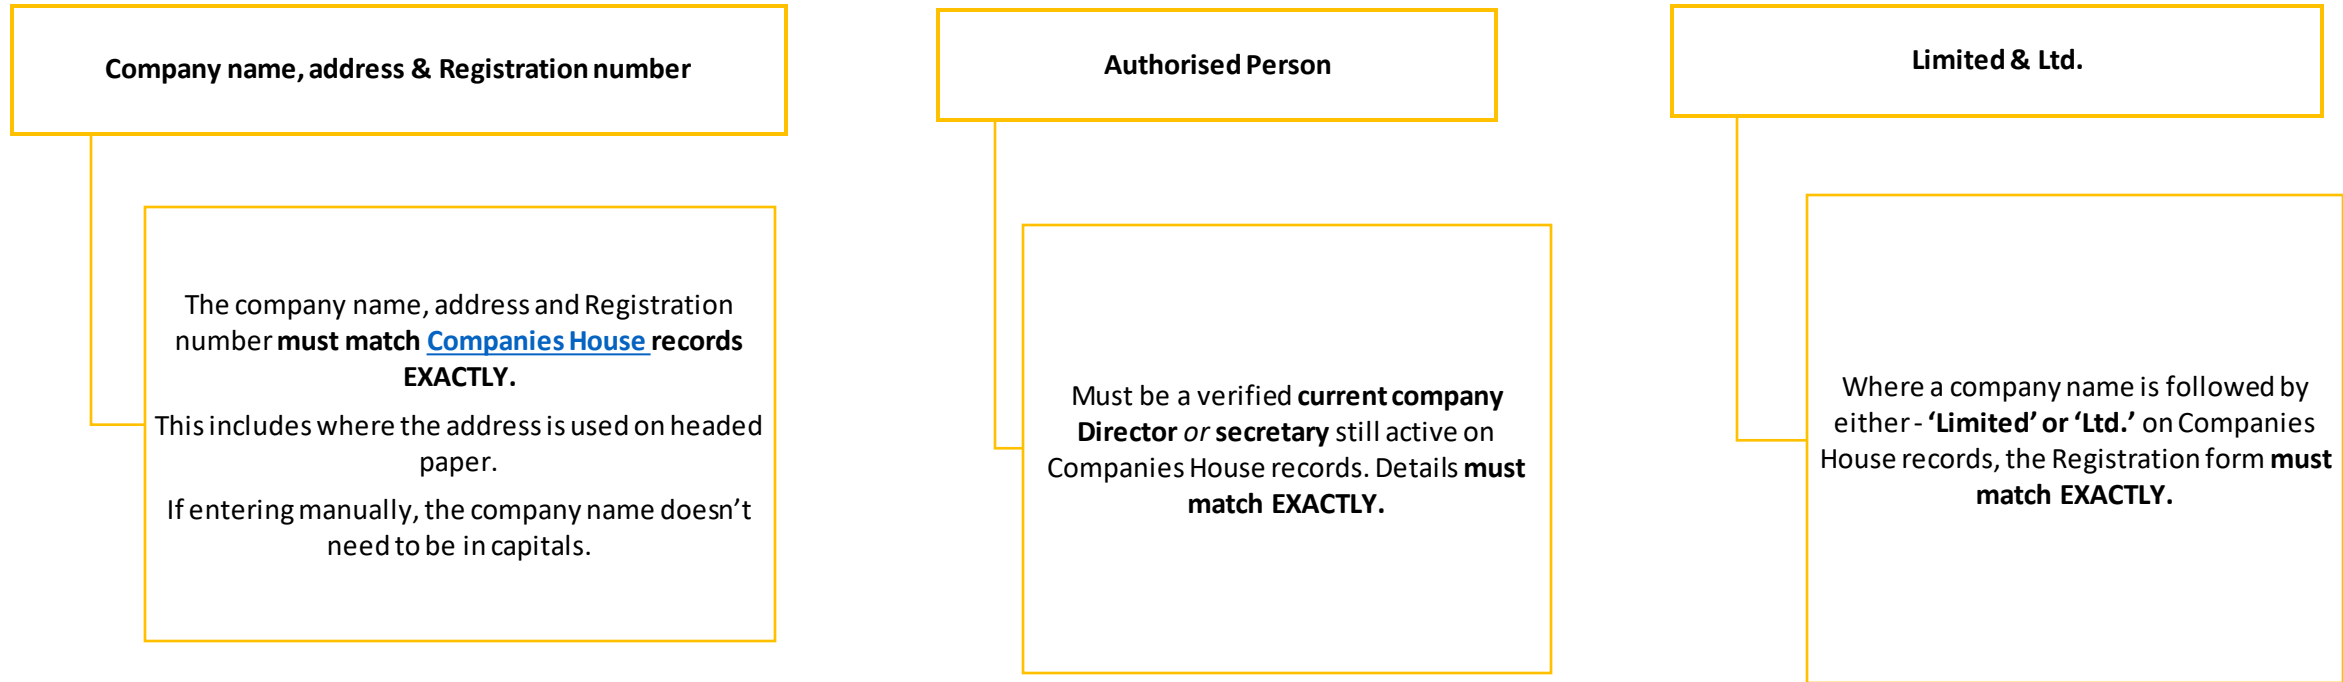 Company name, address & Registration number
The company name, address and Registration
number must match Companies House records
EXACTLY.
This includes where the address is used on headed
paper.
If entering manually, the company name doesn’t
need to be in capitals.
Authorised Person
Must be a verified current company
Director or secretary still active on
Companies House records. Details must
match EXACTLY.
Limited & Ltd.
Where a company name is followed by
either - ‘Limited’ or ‘Ltd.’ on Companies
House records, the Registration form must
match EXACTLY.